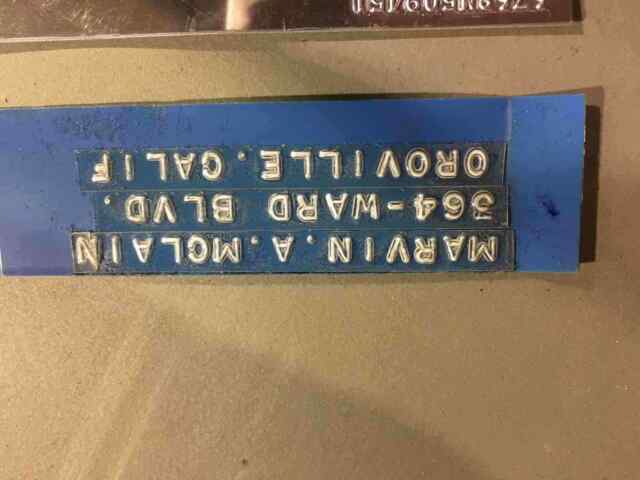 MARVIN. A. MCLAIN
364-WARD BLVD.
OROVILLE. CALIF